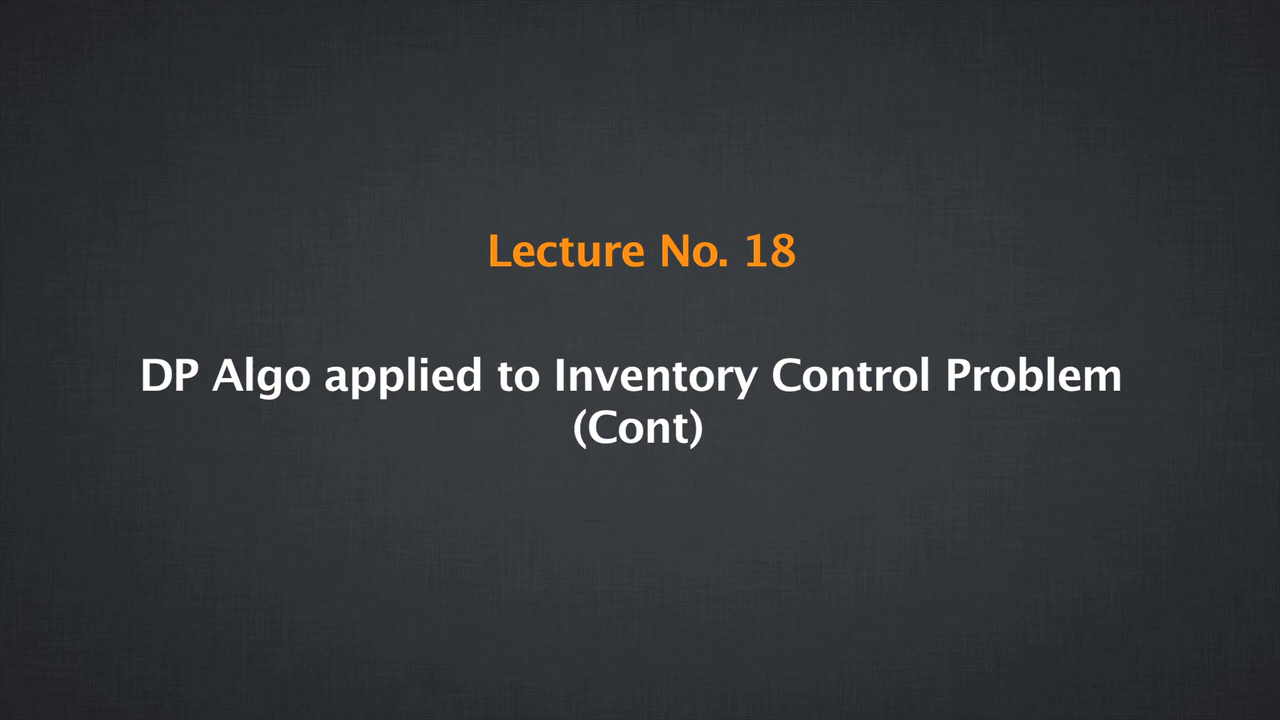 Lecture No. 18
DP Algo applied to Inventory Control Problem
(Cont)